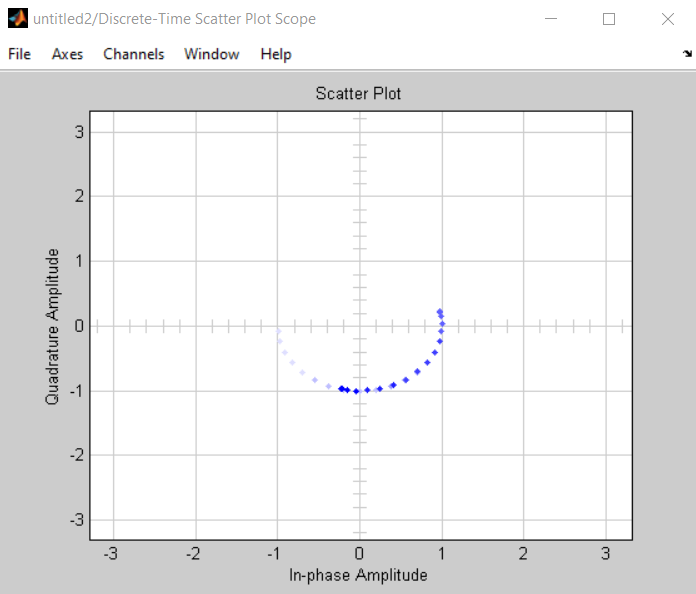 untitled2/Discrete-Time Scatter Plot Scope
File Axes Channels Window Help
Scatter Plot
3
2
1
0
-1
-2
-3
Quadrature Amplitude
-3 -2 -1 0 1 2 3
In-phase Amplitude